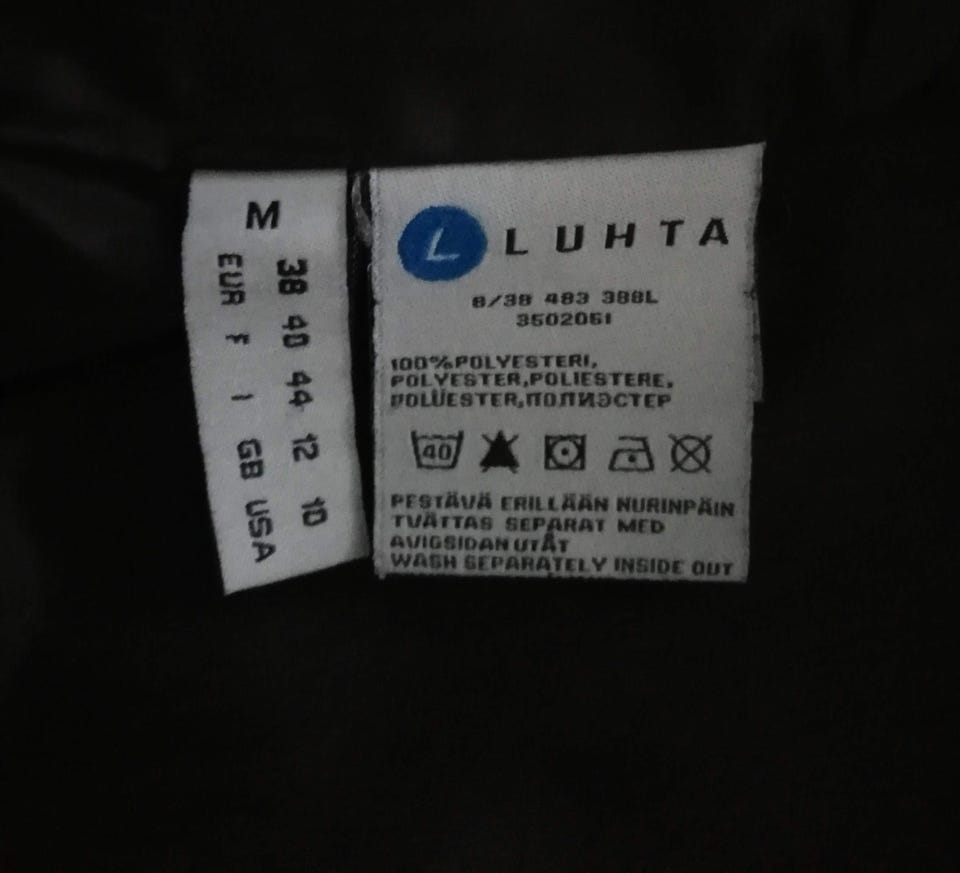 M
38 40 44 12 10
EUR F I GB USA
L LUHTA
8/38 483 388L
3502051
100%POLYESTERI,
POLYESTER,POLIESTERE,
POLÜESTER,ПОЛИЭСТЕР
40
PESTÄVÄ ERILLÄÄN NURINPÄIN
TVÄTTAS SEPARAT MED
AVIGSIDAN UTÅT
WASH SEPARATELY INSIDE OUT